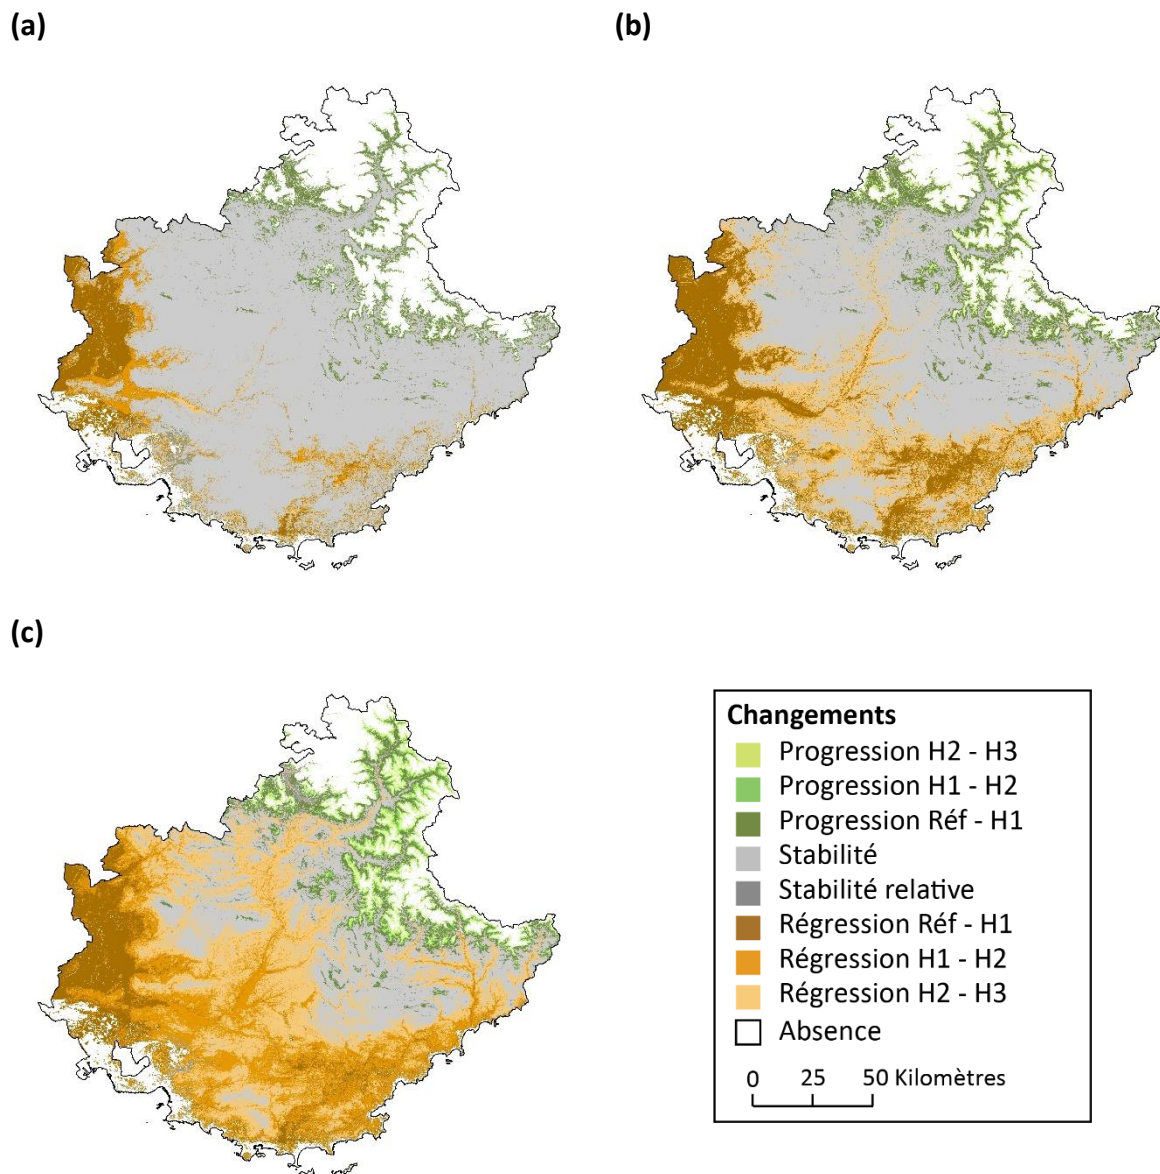 (a)
(b)
(c)
Changements
Progression H2 - H3
Progression H1 - H2
Progression Réf - H1
Stabilité
Stabilité relative
Régression Réf - H1
Régression H1 - H2
Régression H2 - H3
Absence
0 25 50 Kilomètres